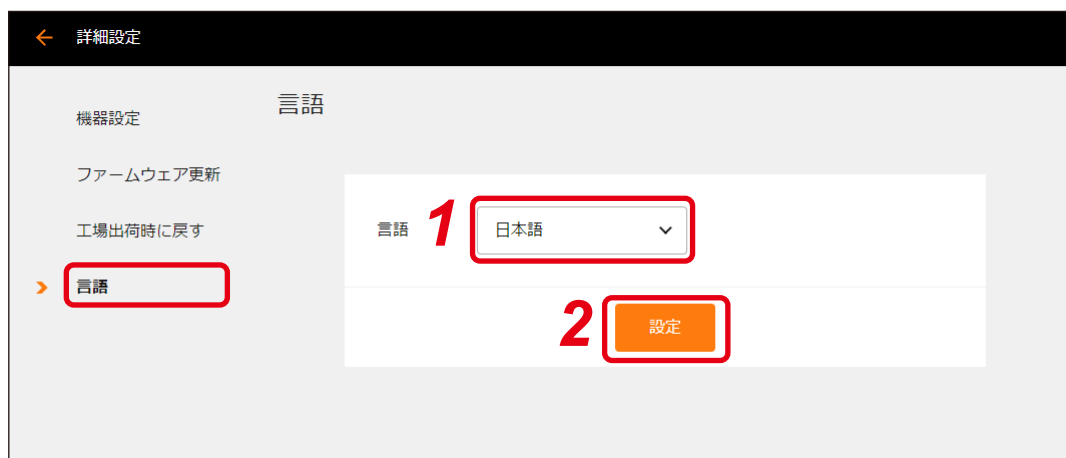 詳細設定
機器設定
ファームウェア更新
工場出荷時に戻す
言語
言語
言語 1 日本語
2 設定